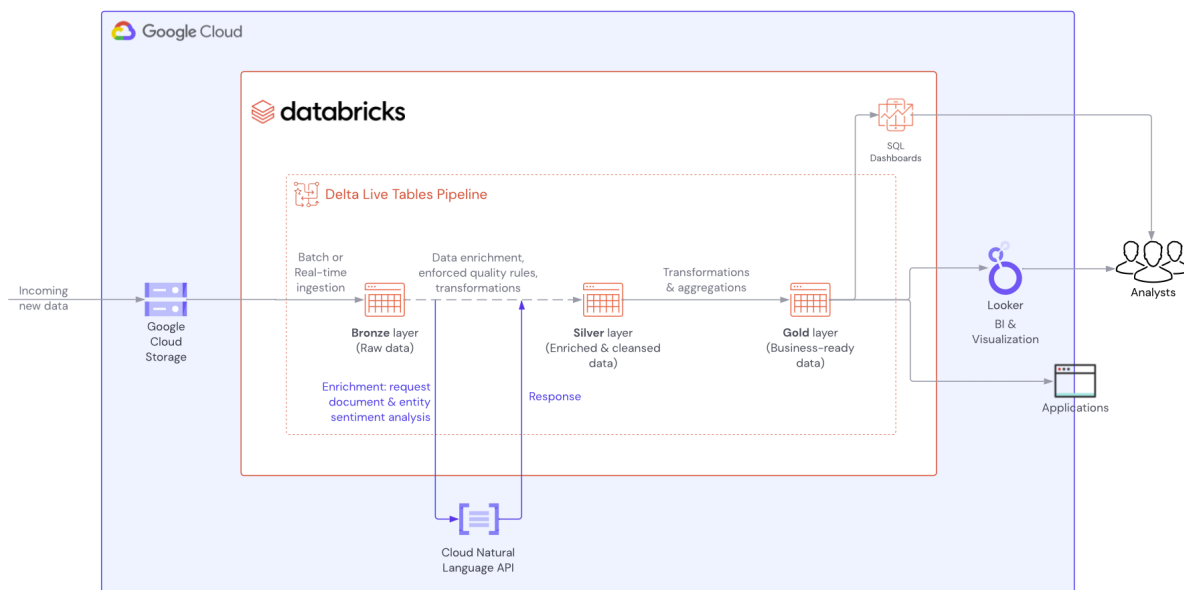 Google Cloud
databricks
SQL
Dashboards
Delta Live Tables Pipeline
Batch or
Real-time
ingestion
Data enrichment,
enforced quality rules,
transformations
Transformations
& aggregations
Incoming
new data
Google
Cloud
Storage
Bronze layer
(Raw data)
Silver layer
(Enriched & cleansed
data)
Gold layer
(Business-ready
data)
Looker
BI &
Visualization
Analysts
Enrichment: request
document & entity
sentiment analysis
Response
Applications
Cloud Natural
Language API